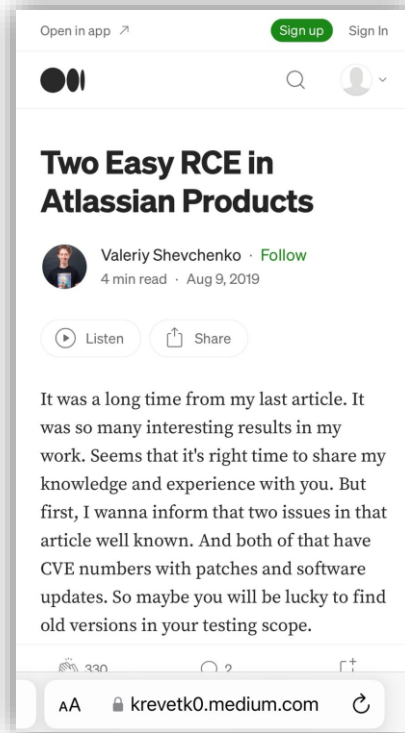 Open in app
Sign up
Sign In
Two Easy RCE in
Atlassian Products
Valeriy Shevchenko · Follow
4 min read · Aug 9, 2019
Listen
Share
It was a long time from my last article. It
was so many interesting results in my
work. Seems that it's right time to share my
knowledge and experience with you. But
first, I wanna inform that two issues in that
article well known. And both of that have
CVE numbers with patches and software
updates. So maybe you will be lucky to find
old versions in your testing scope.
330
2
AA
krevetk0.medium.com